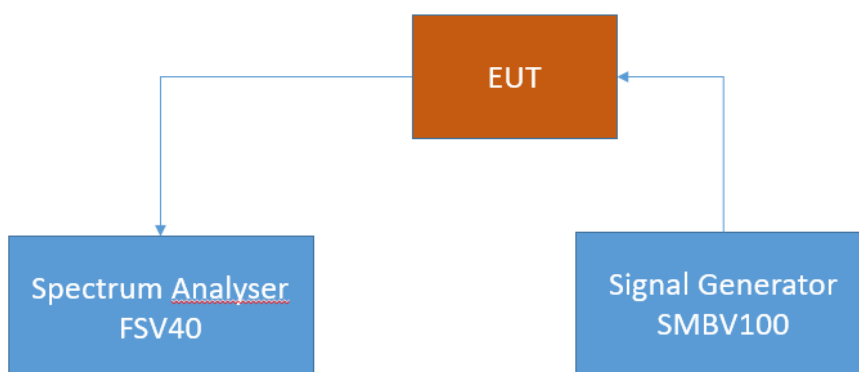 EUT
Spectrum Analyser
FSV40
Signal Generator
SMBV100